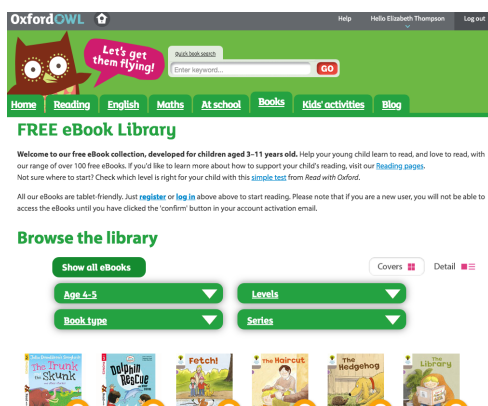 OxfordOWL
Help Hello Elizabeth Thompson Log out
Let's get
them flying!
Quick book search
Enter keyword...
GO
Home Reading English Maths At school Books Kids' activities Blog
FREE eBook Library
Welcome to our free eBook collection, developed for children aged 3–11 years old. Help your young child learn to read, and love to read, with
our range of over 100 free eBooks. If you'd like to learn more about how to support your child's reading, visit our Reading pages.
Not sure where to start? Check which level is right for your child with this simple test from Read with Oxford.
All our eBooks are tablet-friendly. Just register or log in above above to start reading. Please note that if you are a new user, you will not be able to
access the eBooks until you have clicked the 'confirm' button in your account activation email.
Browse the library
Show all eBooks
Covers Detail
Age 4-5 Levels
Book type Series
The Trunk
and the Skunk
Dolphin
Rescue
Fetch!
The Haircut
The
Hedgehog
The
Library